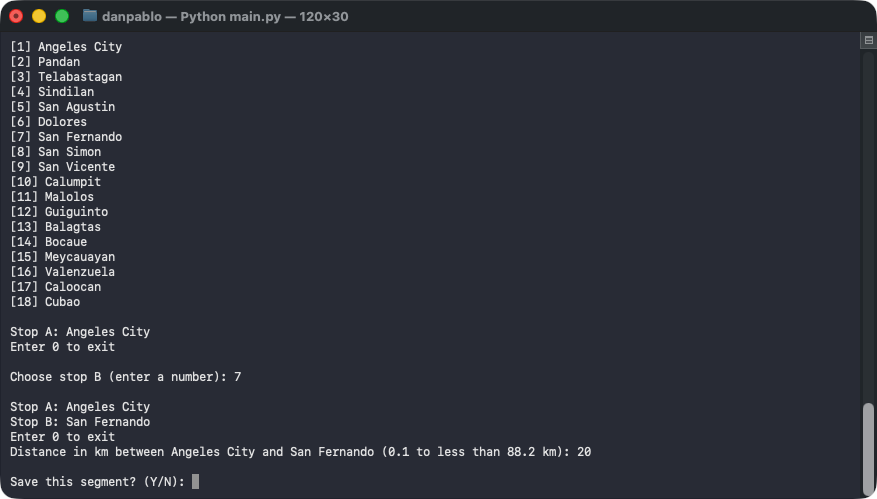 danpablo — Python main.py — 120×30
[1] Angeles City
[2] Pandan
[3] Telabastagan
[4] Sindilan
[5] San Agustin
[6] Dolores
[7] San Fernando
[8] San Simon
[9] San Vicente
[10] Calumpit
[11] Malolos
[12] Guiguinto
[13] Balagtas
[14] Bocaue
[15] Meycauayan
[16] Valenzuela
[17] Caloocan
[18] Cubao
Stop A: Angeles City
Enter 0 to exit
Choose stop B (enter a number): 7
Stop A: Angeles City
Stop B: San Fernando
Enter 0 to exit
Distance in km between Angeles City and San Fernando (0.1 to less than 88.2 km): 20
Save this segment? (Y/N):